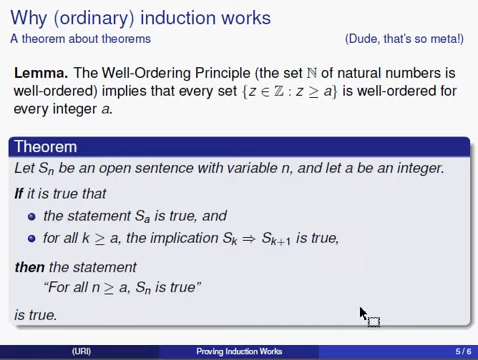 Why (ordinary) induction works
A theorem about theorems (Dude, that's so meta!)
Lemma. The Well-Ordering Principle (the set ℕ of natural numbers is
well-ordered) implies that every set {z ∈ ℤ : z ≥ a} is well-ordered for
every integer a.
Theorem
Let Sₙ be an open sentence with variable n, and let a be an integer.
If it is true that
the statement Sₐ is true, and
for all k ≥ a, the implication Sₖ ⇒ Sₖ₊₁ is true,
then the statement
“For all n ≥ a, Sₙ is true”
is true.
(URI) Proving Induction Works 5 / 6